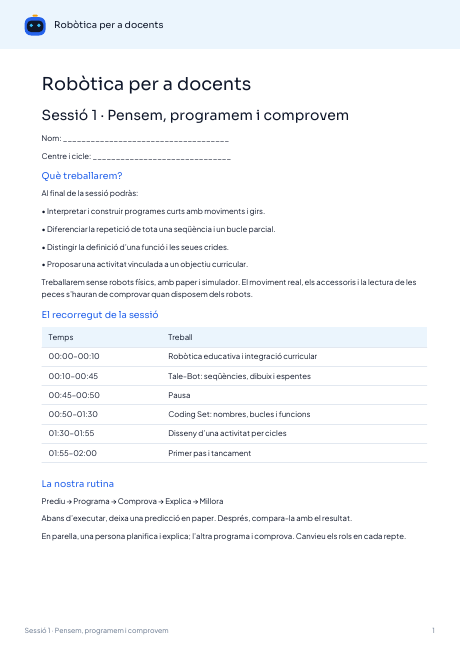 Robòtica per a docents
Robòtica per a docents
Sessió 1 · Pensem, programem i comprovem
Nom: ____________________________________
Centre i cicle: ______________________________
Què treballarem?
Al final de la sessió podràs:
• Interpretar i construir programes curts amb moviments i girs.
• Diferenciar la repetició de tota una seqüència i un bucle parcial.
• Distingir la definició d'una funció i les seues crides.
• Proposar una activitat vinculada a un objectiu curricular.
Treballarem sense robots físics, amb paper i simulador. El moviment real, els accessoris i la lectura de les
peces s'hauran de comprovar quan disposem dels robots.
El recorregut de la sessió
Temps Treball
00:00–00:10 Robòtica educativa i integració curricular
00:10–00:45 Tale-Bot: seqüències, dibuix i espentes
00:45–00:50 Pausa
00:50–01:30 Coding Set: nombres, bucles i funcions
01:30–01:55 Disseny d'una activitat per cicles
01:55–02:00 Primer pas i tancament
La nostra rutina
Prediu → Programa → Comprova → Explica → Millora
Abans d'executar, deixa una predicció en paper. Després, compara-la amb el resultat.
En parella, una persona planifica i explica; l'altra programa i comprova. Canvieu els rols en cada repte.
Sessió 1 · Pensem, programem i comprovem 1